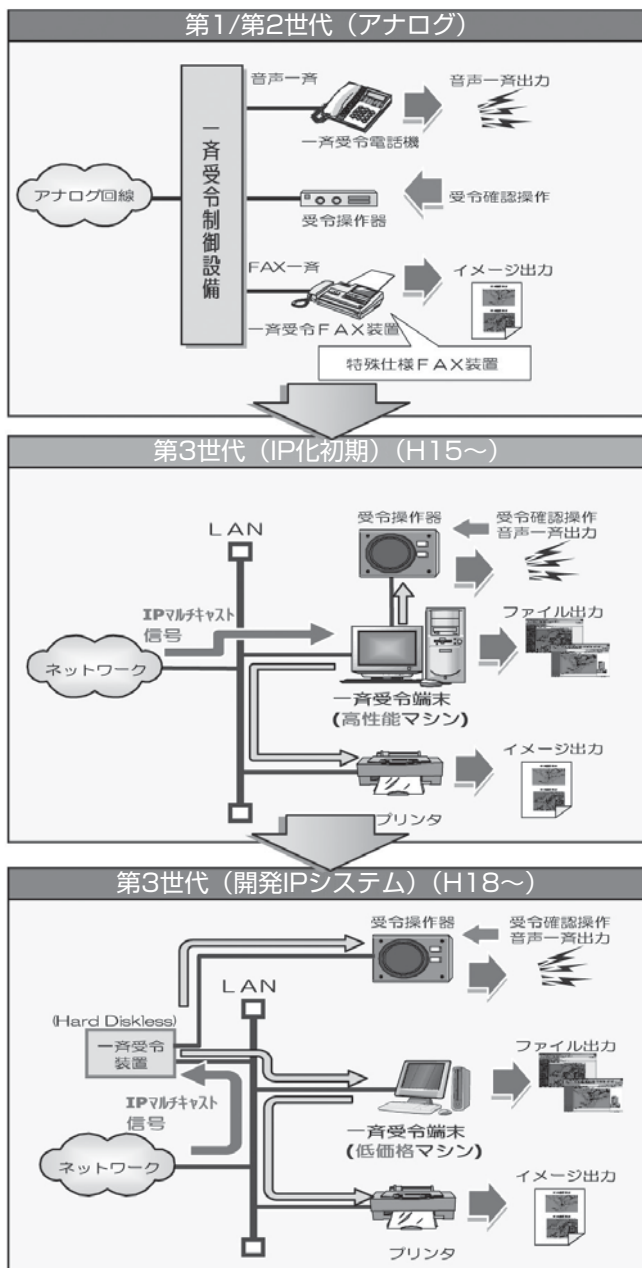 第1/第2世代（アナログ）
音声一斉
音声一斉出力
一斉受令電話機
一斉受令制御設備
アナログ回線
受令確認操作
受令操作器
FAX一斉
イメージ出力
一斉受令FAX装置
特殊仕様FAX装置
第3世代（IP化初期）（H15～）
LAN
受令操作器
受令確認操作
音声一斉出力
IPマルチキャスト
信号
ファイル出力
ネットワーク
一斉受令端末
(高性能マシン)
イメージ出力
プリンタ
第3世代（開発IPシステム）（H18～）
受令操作器
受令確認操作
音声一斉出力
LAN
(Hard Diskless)
一斉受令
装置
ファイル出力
IPマルチキャスト
信号
一斉受令端末
(低価格マシン)
ネットワーク
イメージ出力
プリンタ